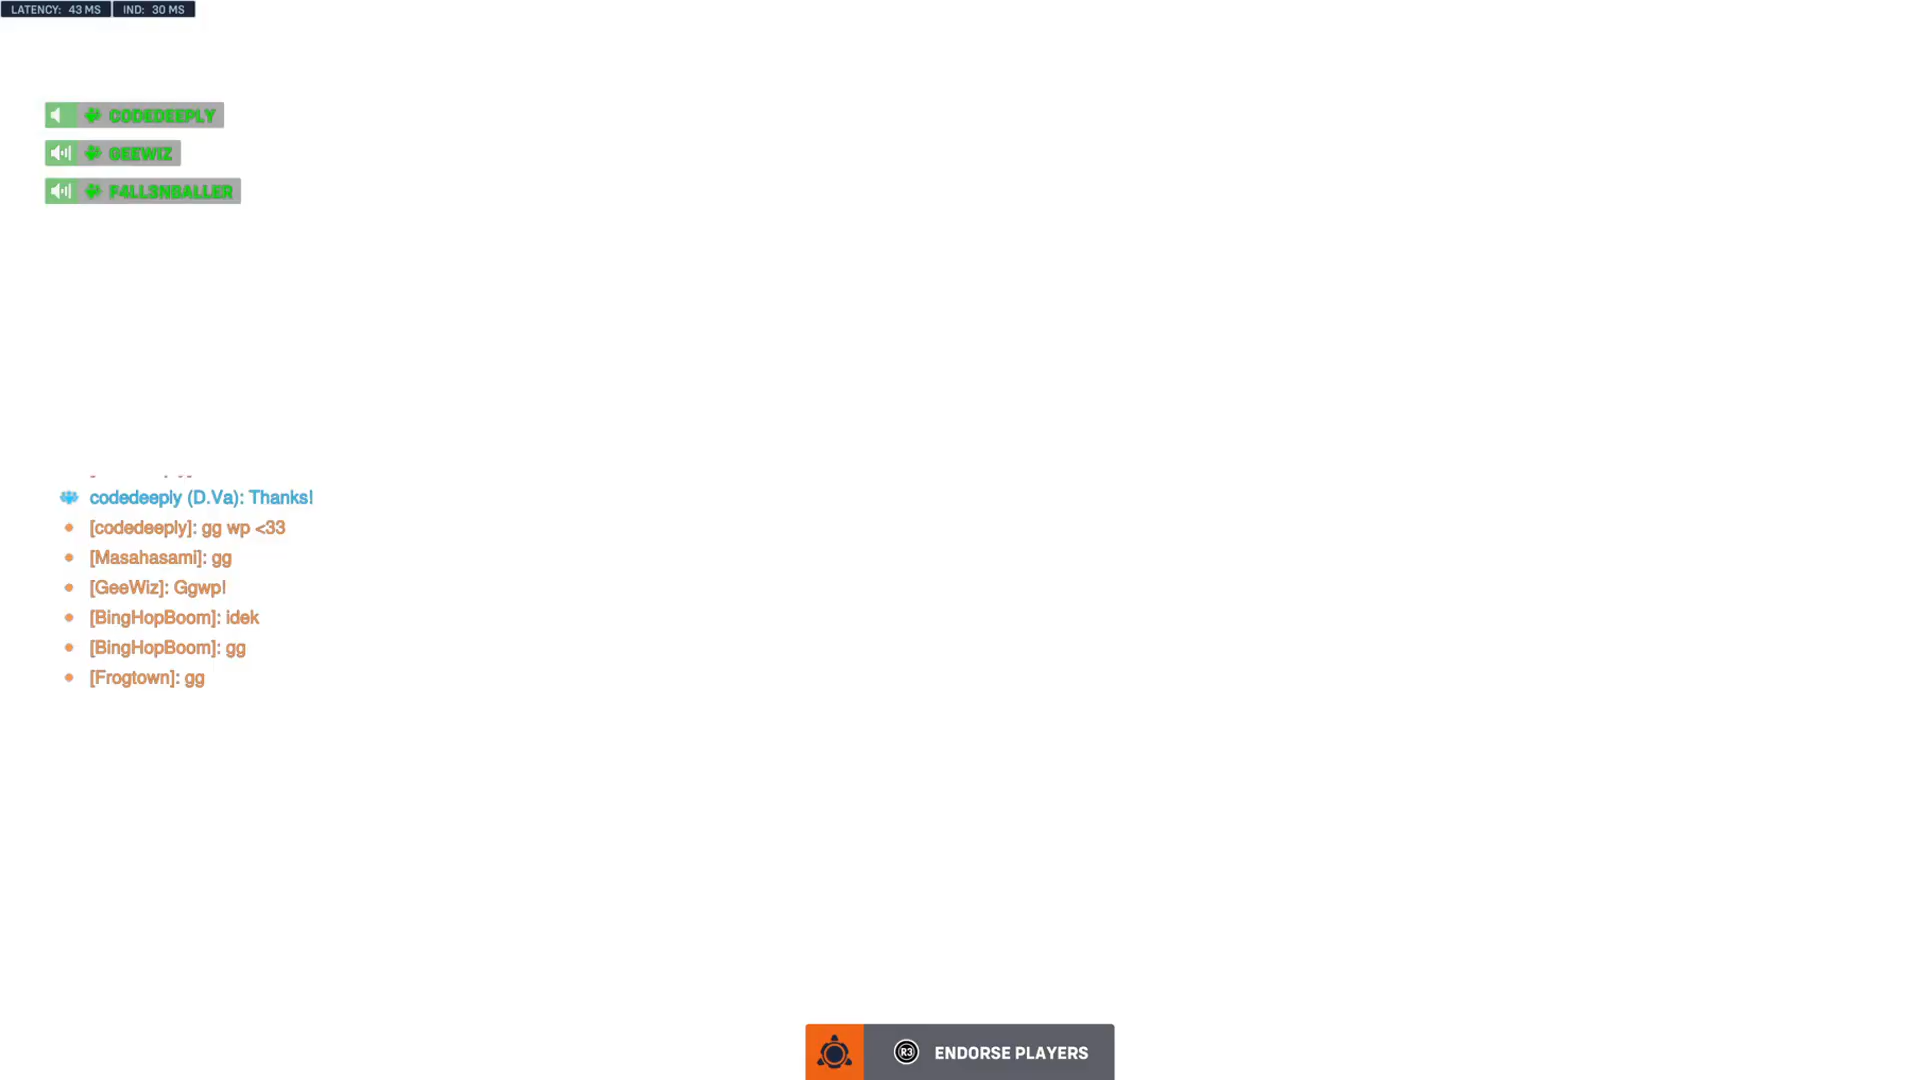 LATENCY: 43 MS IND: 30 MS
CODEDEEPLY
GEEWIZ
F4LLSNBALLER
codedeeply (D.Va): Thanks!
[codedeeply]: gg wp <33
[Masahasami]: gg
[GeeWiz]: Ggwp!
[BingHopBoom]: idek
[BingHopBoom]: gg
[Frogtown]: gg
R3 ENDORSE PLAYERS